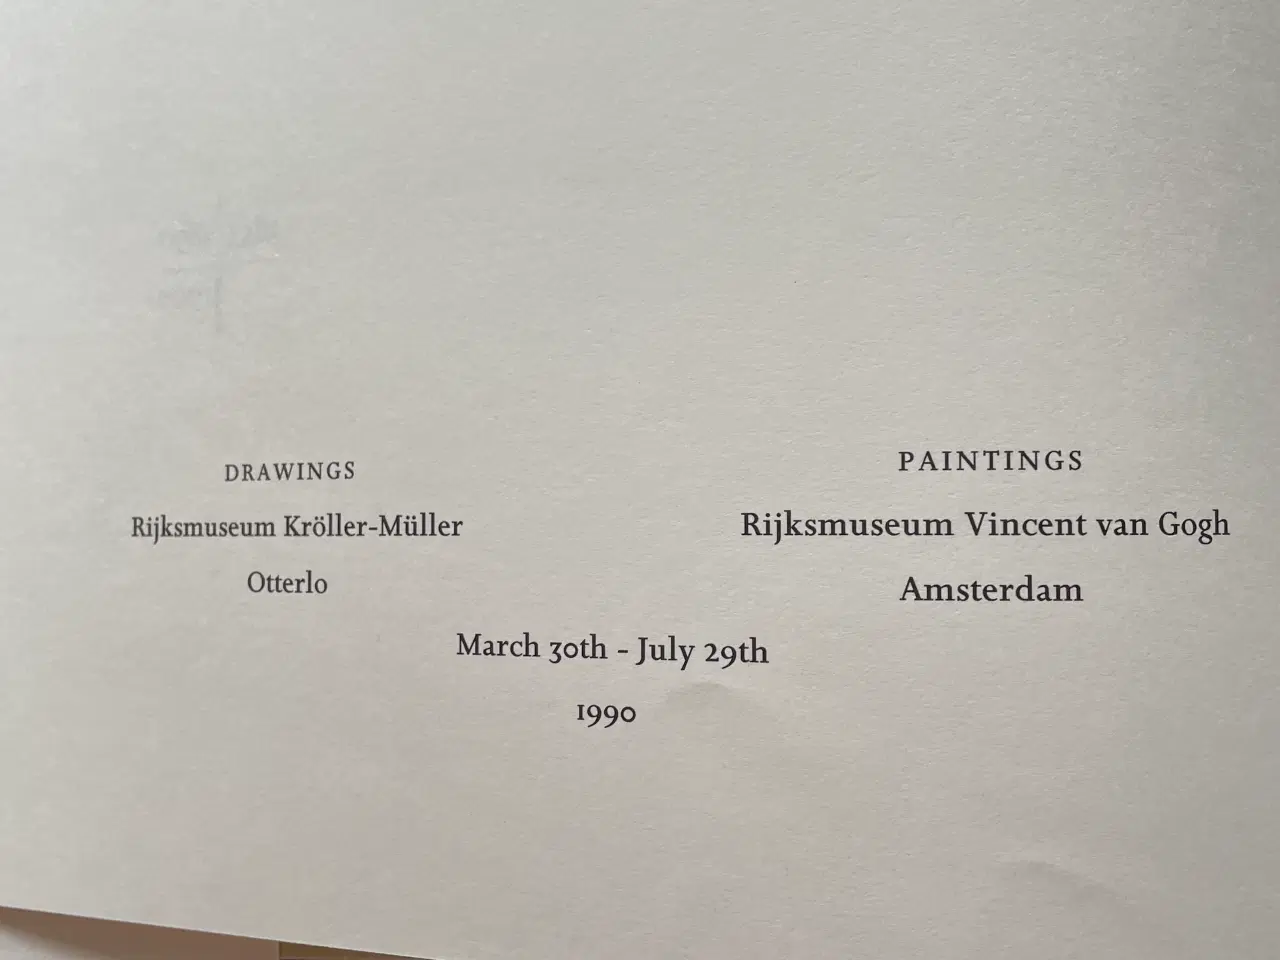 DRAWINGS
Rijksmuseum Kröller-Müller
Otterlo
PAINTINGS
Rijksmuseum Vincent van Gogh
Amsterdam
March 30th - July 29th
1990